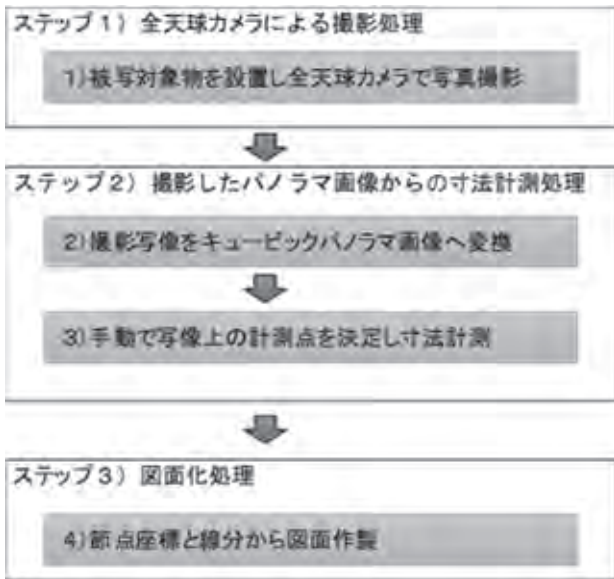 ステップ1) 全天球カメラによる撮影処理
1)被写対象物を設置し全天球カメラで写真撮影
ステップ2) 撮影したパノラマ画像からの寸法計測処理
2)撮影写像をキュービックパノラマ画像へ変換
3)手動で写像上の計測点を決定し寸法計測
ステップ3) 図面化処理
4)節点座標と線分から図面作製